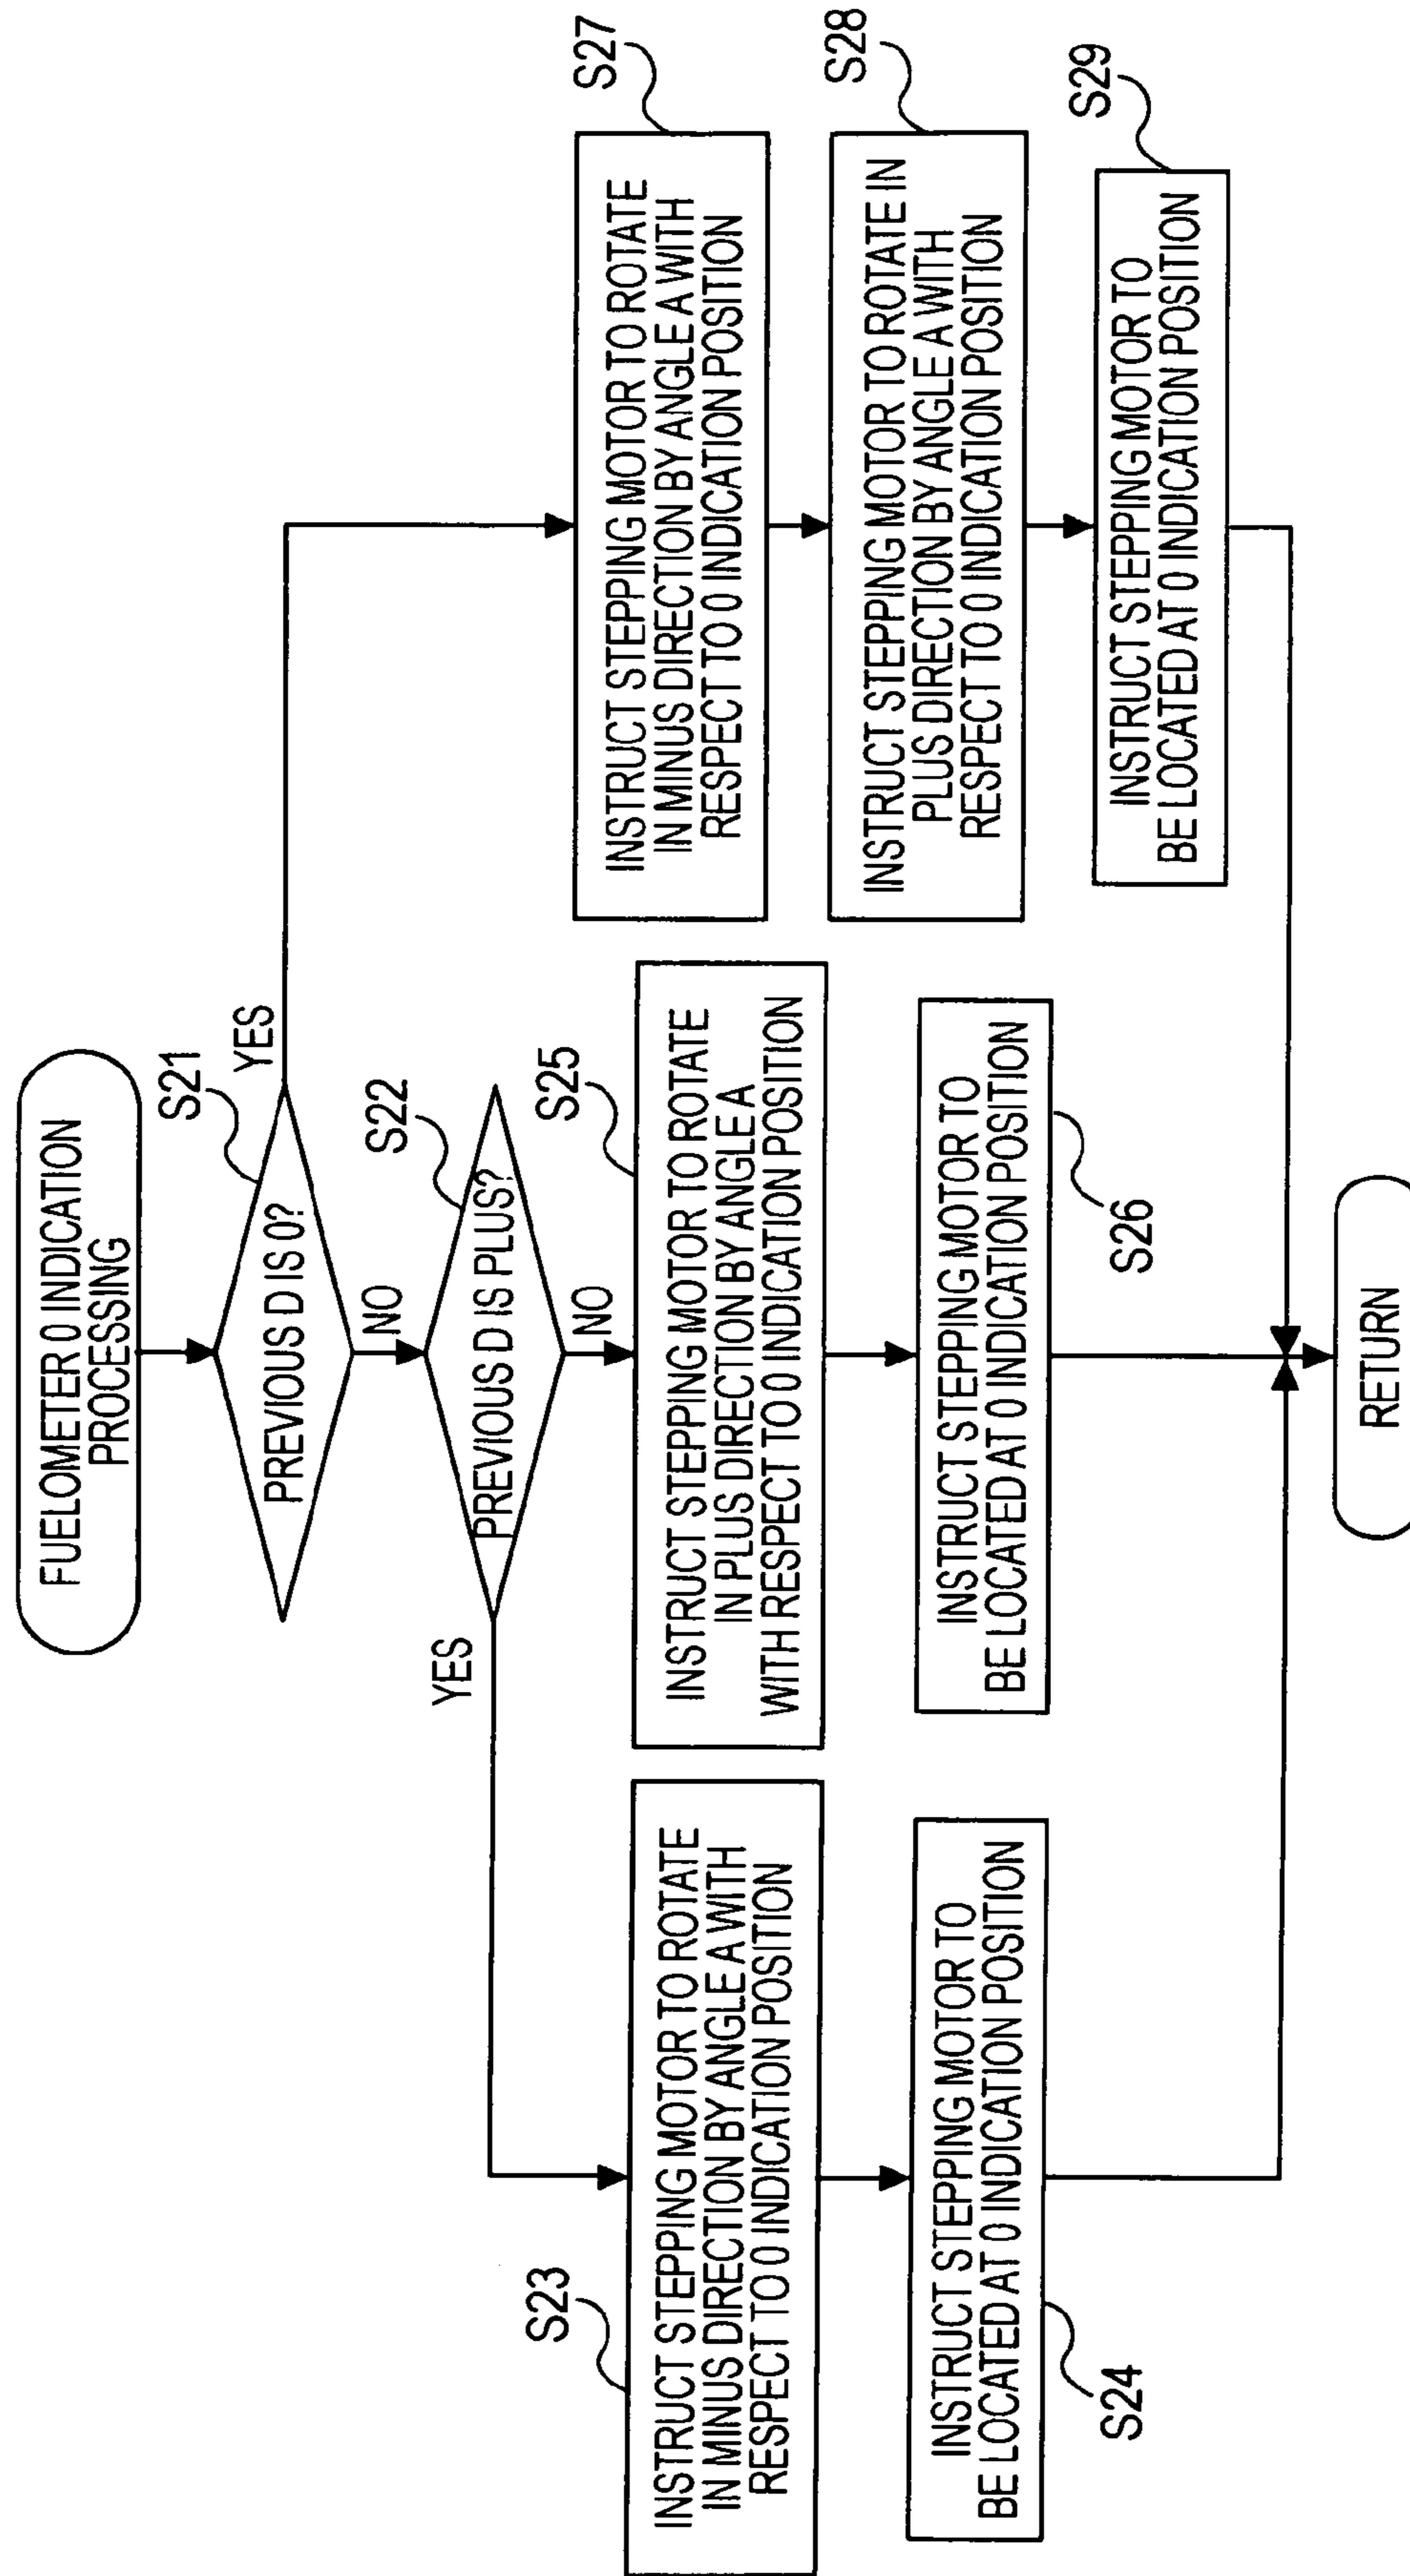 FUELOMETER 0 INDICATION
PROCESSING
S21
PREVIOUS D IS 0?
YES
NO
S22
PREVIOUS D IS PLUS?
YES
NO
S23
INSTRUCT STEPPING MOTOR TO ROTATE
IN MINUS DIRECTION BY ANGLE A WITH
RESPECT TO 0 INDICATION POSITION
INSTRUCT STEPPING MOTOR TO
BE LOCATED AT 0 INDICATION POSITION
S24
S25
INSTRUCT STEPPING MOTOR TO ROTATE
IN PLUS DIRECTION BY ANGLE A
WITH RESPECT TO 0 INDICATION POSITION
INSTRUCT STEPPING MOTOR TO
BE LOCATED AT 0 INDICATION POSITION
S26
S27
INSTRUCT STEPPING MOTOR TO ROTATE
IN MINUS DIRECTION BY ANGLE A WITH
RESPECT TO 0 INDICATION POSITION
S28
INSTRUCT STEPPING MOTOR TO ROTATE IN
PLUS DIRECTION BY ANGLE A WITH
RESPECT TO 0 INDICATION POSITION
S29
INSTRUCT STEPPING MOTOR TO
BE LOCATED AT 0 INDICATION POSITION
RETURN